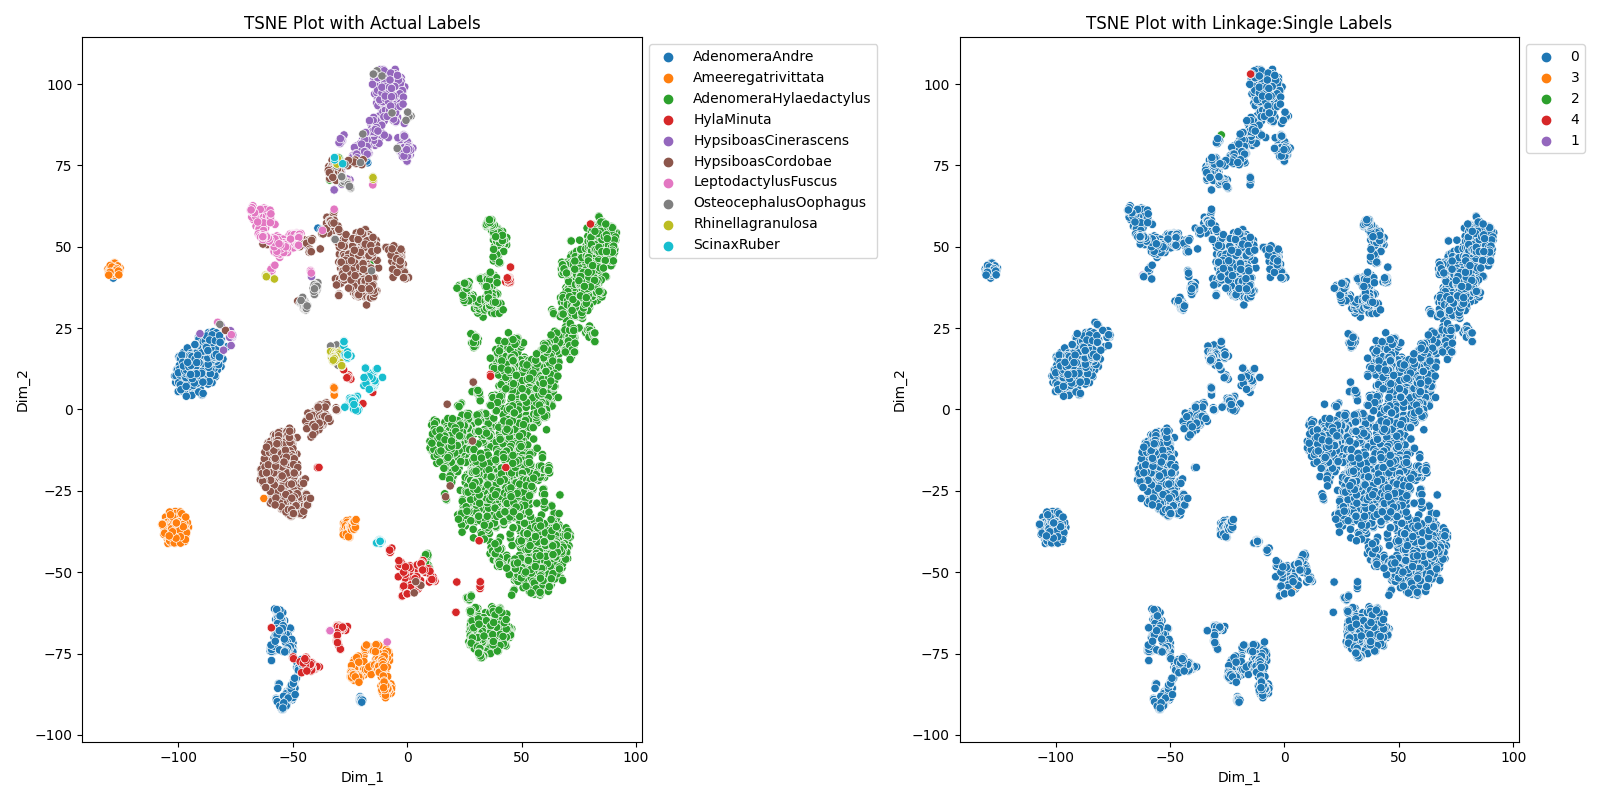 TSNE Plot with Actual Labels
100
75
50
25
0
−25
−50
−75
−100
−100
−50
0
50
100
Dim_1
Dim_2
AdenomeraAndre
Ameeregatrivittata
AdenomeraHylaedactylus
HylaMinuta
HypsiboasCinerascens
HypsiboasCordobae
LeptodactylusFuscus
OsteocephalusOophagus
Rhinellagranulosa
ScinaxRuber
TSNE Plot with Linkage:Single Labels
100
75
50
25
0
−25
−50
−75
−100
−100
−50
0
50
100
Dim_1
Dim_2
0
3
2
4
1